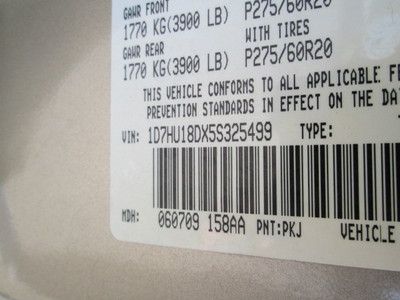 GAWR FRONT
1770 KG(3900 LB) P275/60R20
GAWR REAR WITH TIRES
1770 KG(3900 LB) P275/60R20
THIS VEHICLE CONFORMS TO ALL APPLICABLE FE
PREVENTION STANDARDS IN EFFECT ON THE DA
VIN: 1D7HU18DX5S325499 TYPE:
MDH: 060709 158AA PNT:PKJ VEHICLE